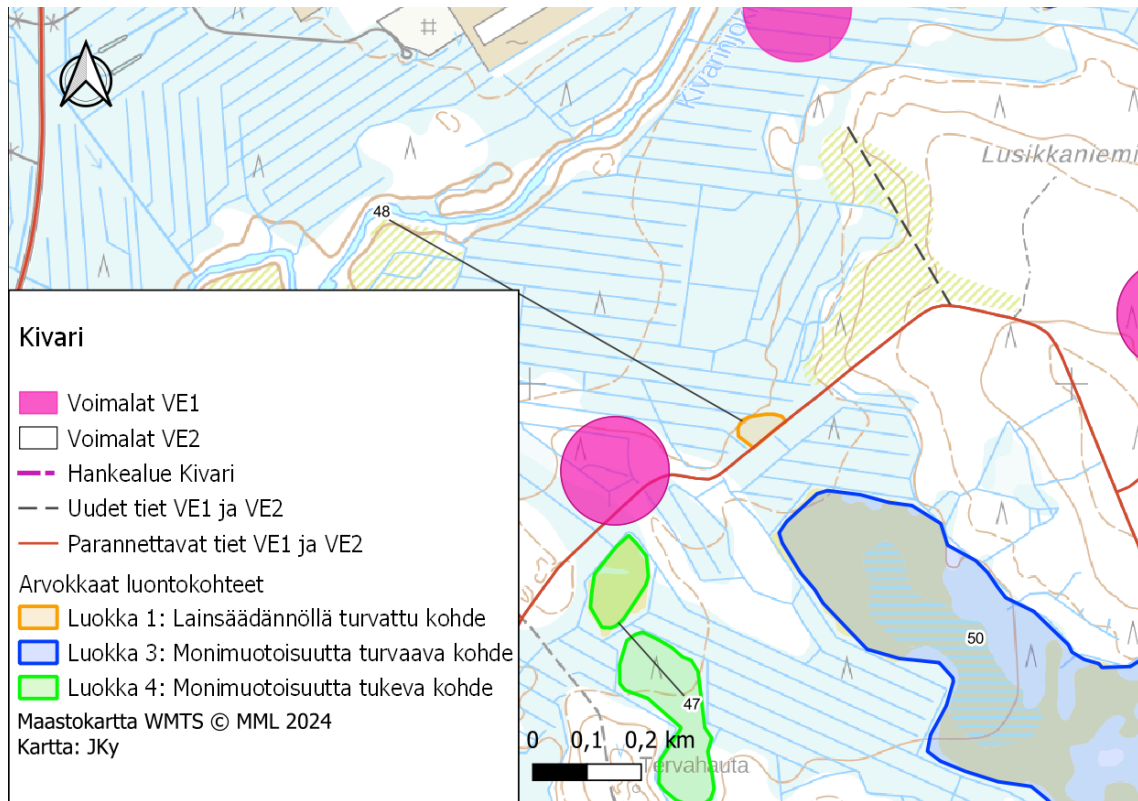 Kivarinjok
Lusikkaniemi
48
Kivari
Voimalat VE1
Voimalat VE2
Hankealue Kivari
Uudet tiet VE1 ja VE2
Parannettavat tiet VE1 ja VE2
Arvokkaat luontokohteet
Luokka 1: Lainsäädännöllä turvattu kohde
Luokka 3: Monimuotoisuutta turvaava kohde
Luokka 4: Monimuotoisuutta tukeva kohde
Maastokartta WMTS © MML 2024
Kartta: JKy
50
47
0 0,1 0,2 km
Tervahauta